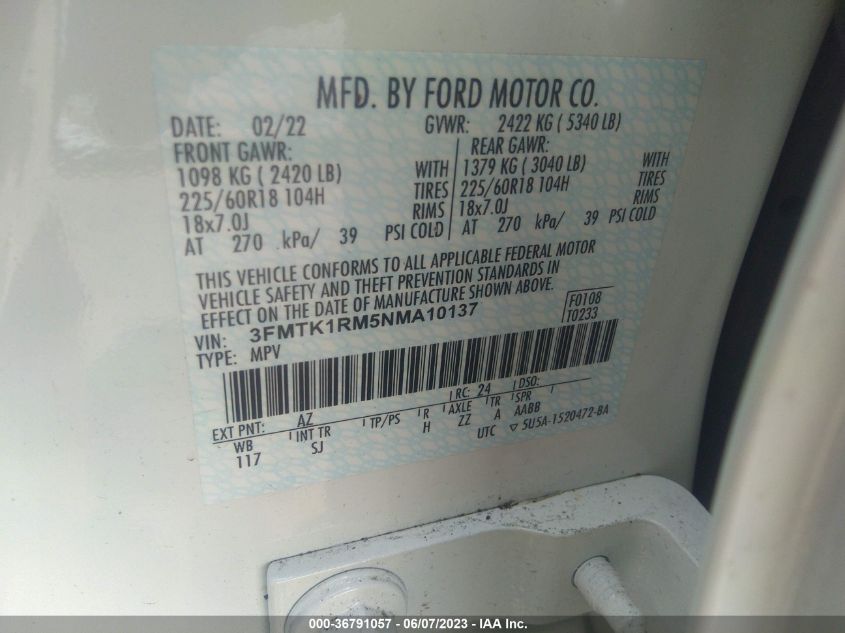 MFD. BY FORD MOTOR CO.
DATE: 02/22 GVWR: 2422 KG ( 5340 LB)
FRONT GAWR: REAR GAWR:
1098 KG ( 2420 LB) WITH 1379 KG ( 3040 LB) WITH
225/60R18 104H TIRES 225/60R18 104H TIRES
18x7.0J RIMS 18x7.0J RIMS
AT 270 kPa/ 39 PSI COLD AT 270 kPa/ 39 PSI COLD
THIS VEHICLE CONFORMS TO ALL APPLICABLE FEDERAL MOTOR
VEHICLE SAFETY AND THEFT PREVENTION STANDARDS IN
EFFECT ON THE DATE OF MANUFACTURE SHOWN ABOVE.
VIN: 3FMTK1RM5NMA10137 F0108
TYPE: MPV T0233
EXT PNT: AZ RC: 24 DSO:
WB INT TR TP/PS R AXLE TR SPR
117 SJ H ZZ A AABB
UTC ▽ 5U5A-1520472-BA
000-36791057 - 06/07/2023 - IAA Inc.